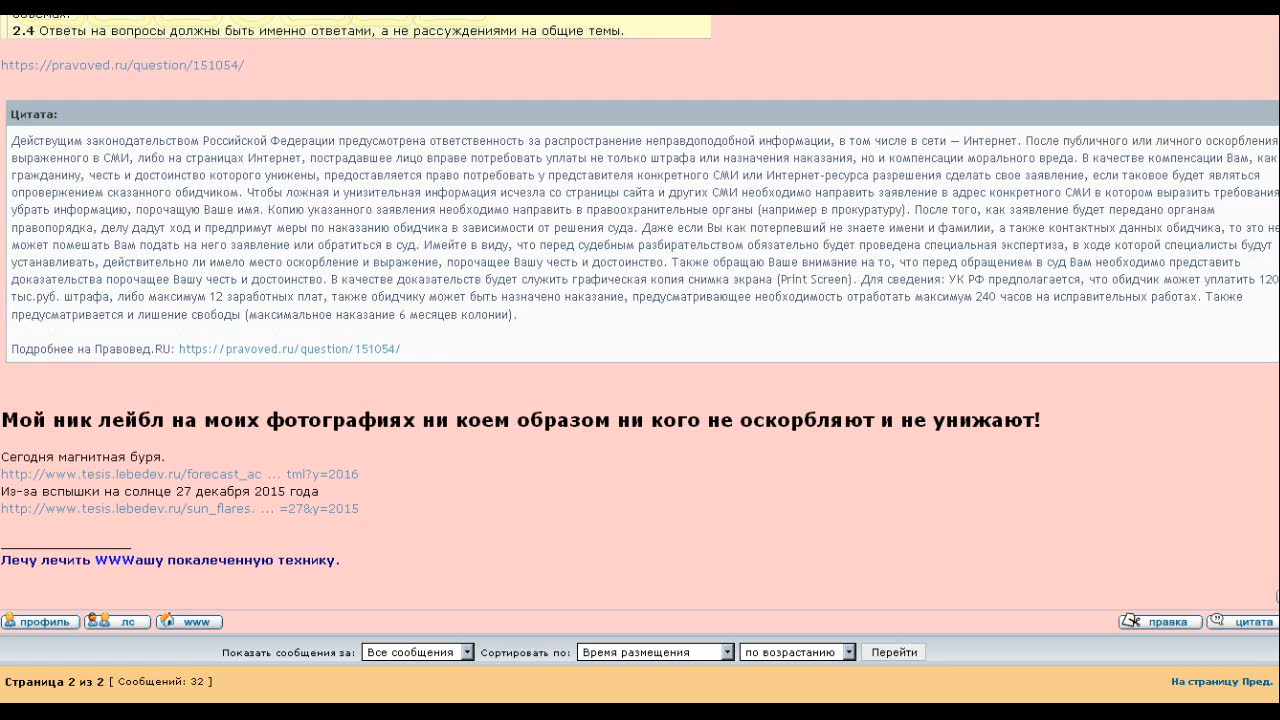 объемах.
2.4 Ответы на вопросы должны быть именно ответами, а не рассуждениями на общие темы.
https://pravoved.ru/question/151054/
Цитата:
Действущим законодательством Российской Федерации предусмотрена ответственность за распространение неправдоподобной информации, в том числе в сети — Интернет. После публичного или личного оскорбления
выраженного в СМИ, либо на страницах Интернет, пострадавшее лицо вправе потребовать уплаты не только штрафа или назначения наказания, но и компенсации морального вреда. В качестве компенсации Вам, как
гражданину, честь и достоинство которого унижены, предоставляется право потребовать у представителя конкретного СМИ или Интернет-ресурса разрешения сделать свое заявление, если таковое будет являться
опровержением сказанного обидчиком. Чтобы ложная и унизительная информация исчезла со страницы сайта и других СМИ необходимо направить заявление в адрес конкретного СМИ в котором выразить требования
убрать информацию, порочащую Ваше имя. Копию указанного заявления необходимо направить в правоохранительные органы (например в прокуратуру). После того, как заявление будет передано органам
правопорядка, делу дадут ход и предпримут меры по наказанию обидчика в зависимости от решения суда. Даже если Вы как потерпевший не знаете имени и фамилии, а также контактных данных обидчика, то это не
может помешать Вам подать на него заявление или обратиться в суд. Имейте в виду, что перед судебным разбирательством обязательно будет проведена специальная экспертиза, в ходе которой специалисты будут
устанавливать, действительно ли имело место оскорбление и выражение, порочащее Вашу честь и достоинство. Также обращаю Ваше внимание на то, что перед обращением в суд Вам необходимо представить
доказательства порочащее Вашу честь и достоинство. В качестве доказательств будет служить графическая копия снимка экрана (Print Screen). Для сведения: УК РФ предполагается, что обидчик может уплатить 120
тыс.руб. штрафа, либо максимум 12 заработных плат, также обидчику может быть назначено наказание, предусматривающее необходимость отработать максимум 240 часов на исправительных работах. Также
предусматривается и лишение свободы (максимальное наказание 6 месяцев колонии).
Подробнее на Правовед.RU: https://pravoved.ru/question/151054/
Мой ник лейбл на моих фотографиях ни коем образом ни кого не оскорбляют и не унижают!
Сегодня магнитная буря.
http://www.tesis.lebedev.ru/forecast_ac ... tml?y=2016
Из-за вспышки на солнце 27 декабря 2015 года
http://www.tesis.lebedev.ru/sun_flares. ... =27&y=2015
Лечу лечить WWWашу покалеченную технику.
профиль лс www правка цитата
Показать сообщения за: Все сообщения Сортировать по: Время размещения по возрастанию Перейти
Страница 2 из 2 [ Сообщений: 32 ] На страницу Пред.